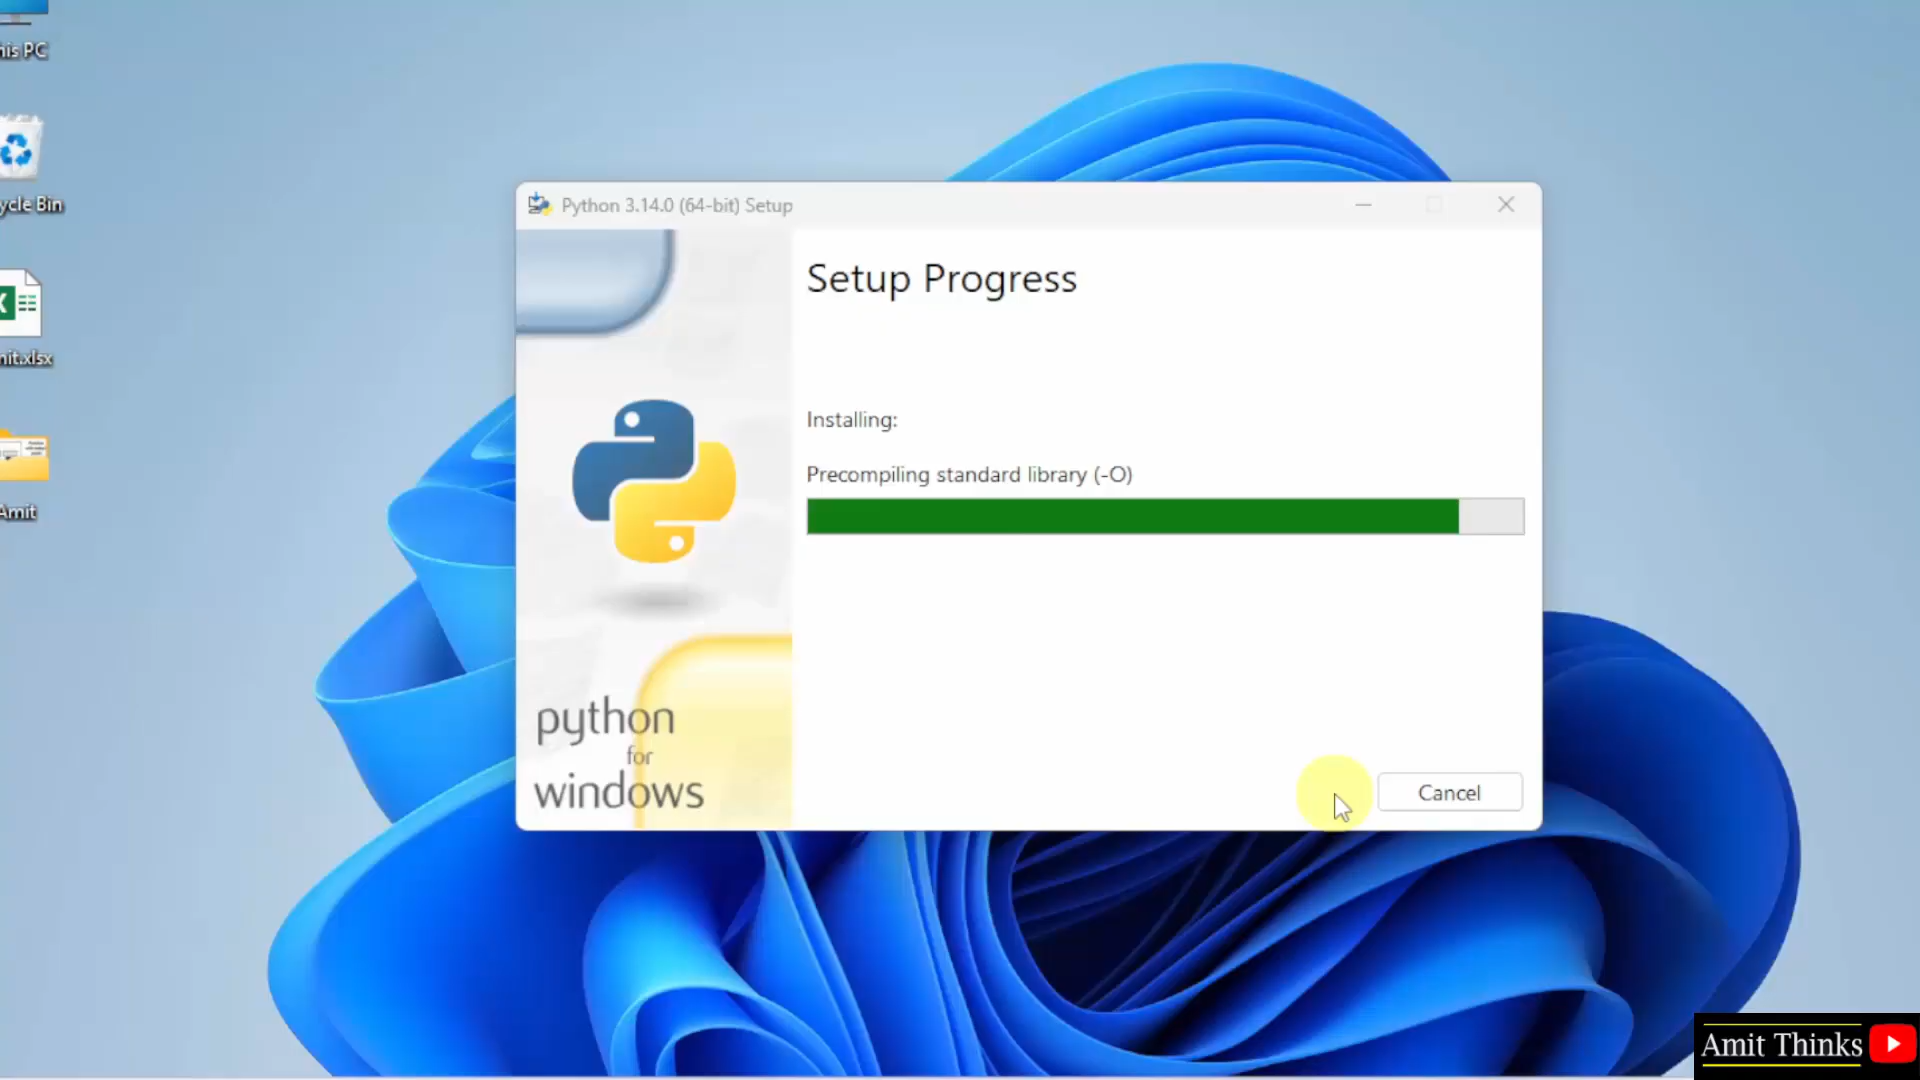 his PC
ycle Bin
nit.xlsx
Amit
Python 3.14.0 (64-bit) Setup
Setup Progress
Installing:
Precompiling standard library (-O)
python
for
windows
Cancel
Amit Thinks